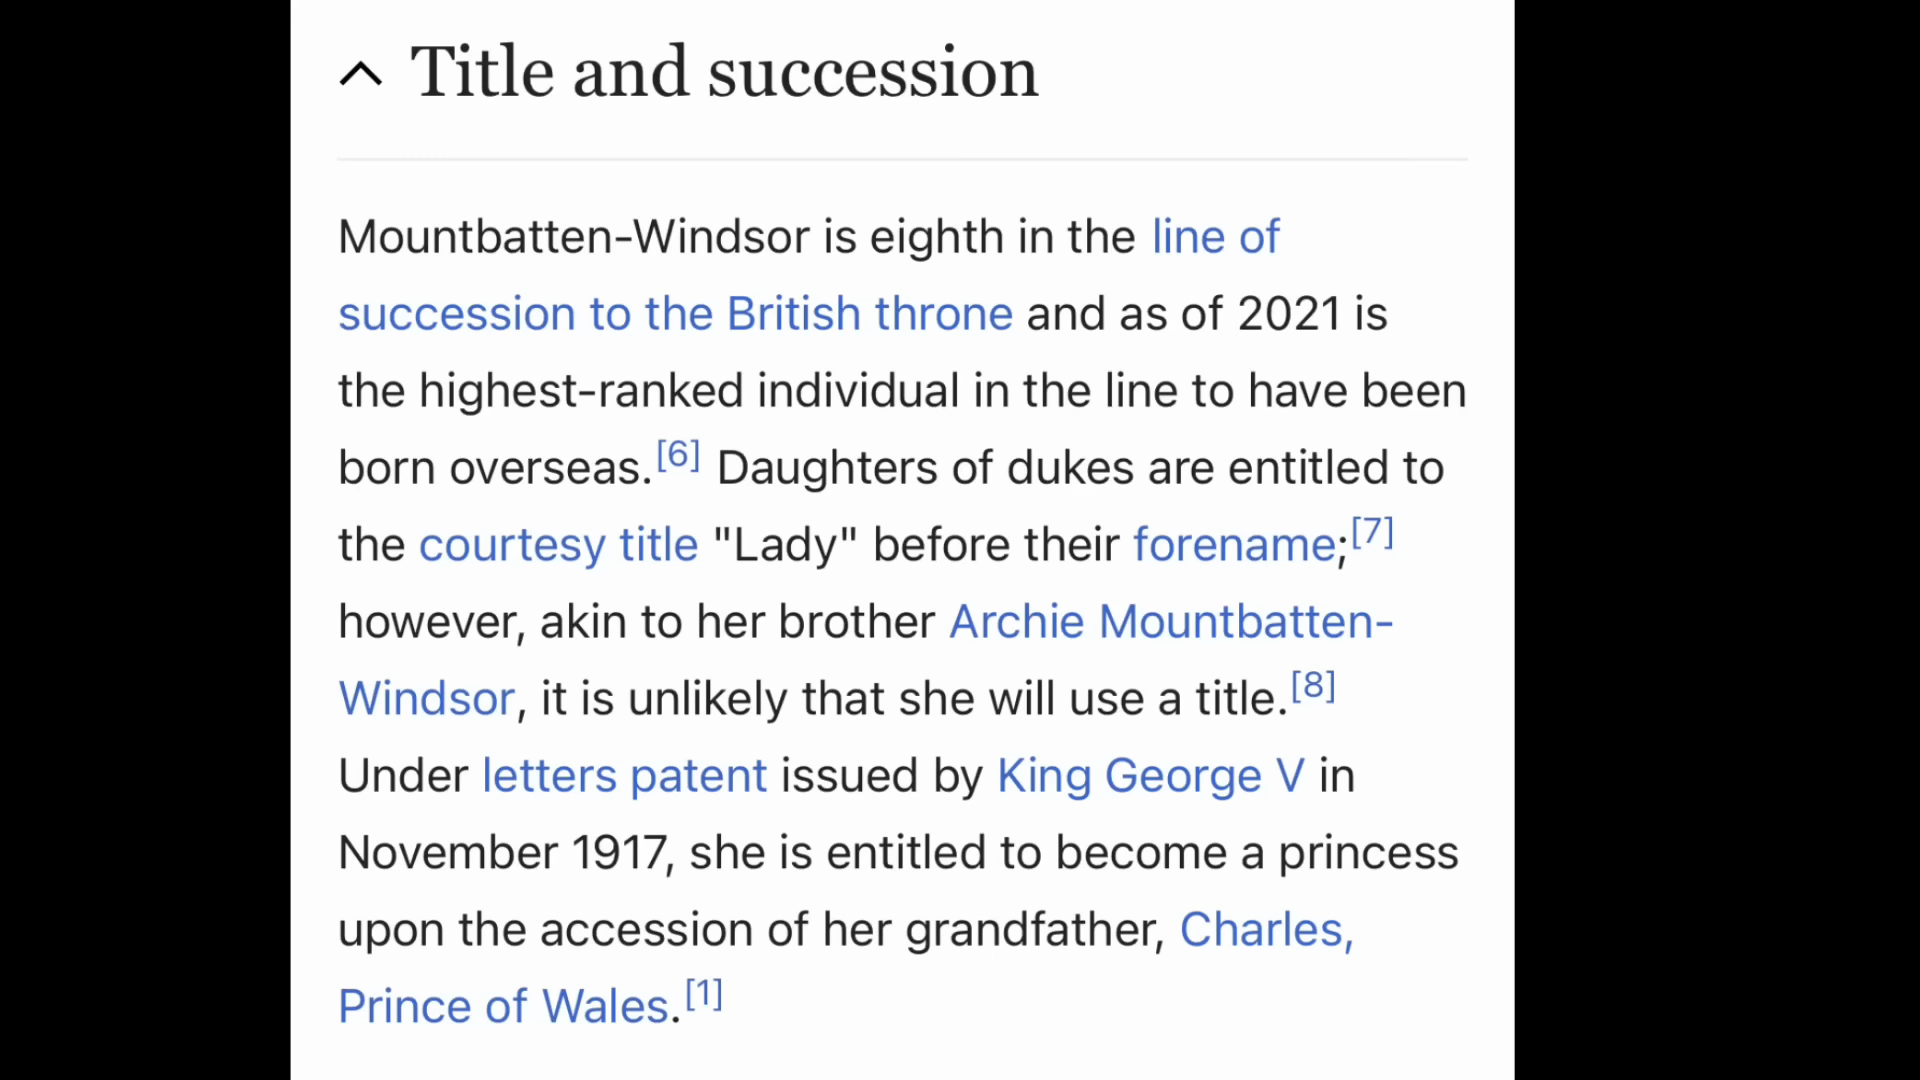 Title and succession
Mountbatten-Windsor is eighth in the line of
succession to the British throne and as of 2021 is
the highest-ranked individual in the line to have been
born overseas.[6] Daughters of dukes are entitled to
the courtesy title "Lady" before their forename;[7]
however, akin to her brother Archie Mountbatten-
Windsor, it is unlikely that she will use a title.[8]
Under letters patent issued by King George V in
November 1917, she is entitled to become a princess
upon the accession of her grandfather, Charles,
Prince of Wales.[1]